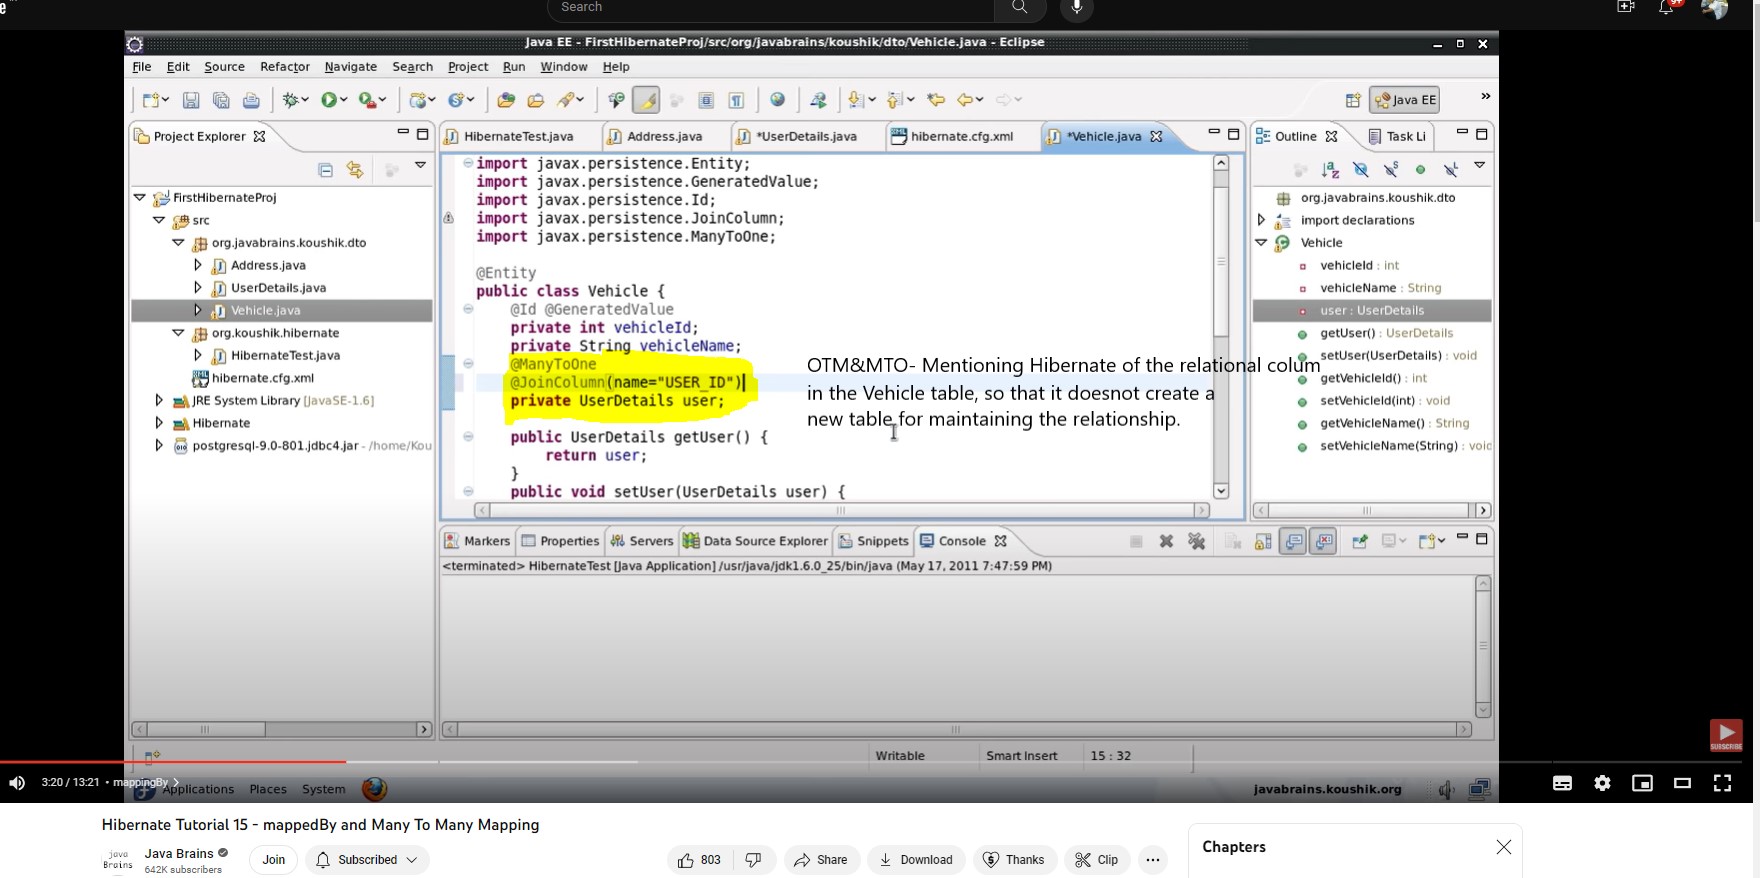 e
Search
9+
Java EE - FirstHibernateProj/src/org/javabrains/koushik/dto/Vehicle.java - Eclipse
File Edit Source Refactor Navigate Search Project Run Window Help
Java EE »
Project Explorer
HibernateTest.java Address.java *UserDetails.java hibernate.cfg.xml *Vehicle.java
Outline Task Li
FirstHibernateProj
src
org.javabrains.koushik.dto
Address.java
UserDetails.java
Vehicle.java
org.koushik.hibernate
HibernateTest.java
hibernate.cfg.xml
JRE System Library [JavaSE-1.6]
Hibernate
postgresql-9.0-801.jdbc4.jar - /home/Kou
import javax.persistence.Entity;
import javax.persistence.GeneratedValue;
import javax.persistence.Id;
import javax.persistence.JoinColumn;
import javax.persistence.ManyToOne;
@Entity
public class Vehicle {
@Id @GeneratedValue
private int vehicleId;
private String vehicleName;
@ManyToOne
@JoinColumn(name="USER_ID")
private UserDetails user;
public UserDetails getUser() {
return user;
}
public void setUser(UserDetails user) {
OTM&MTO- Mentioning Hibernate of the relational colum
in the Vehicle table, so that it doesnot create a
new table for maintaining the relationship.
org.javabrains.koushik.dto
import declarations
Vehicle
vehicleId : int
vehicleName : String
user : UserDetails
getUser() : UserDetails
setUser(UserDetails) : void
getVehicleId() : int
setVehicleId(int) : void
getVehicleName() : String
setVehicleName(String) : void
Markers Properties Servers Data Source Explorer Snippets Console
<terminated> HibernateTest [Java Application] /usr/java/jdk1.6.0_25/bin/java (May 17, 2011 7:47:59 PM)
SUBSCRIBE
Writable Smart Insert 15 : 32
3:20 / 13:21 • mappingBy
Applications Places System
javabrains.koushik.org
Hibernate Tutorial 15 - mappedBy and Many To Many Mapping
java
Brains
Java Brains
642K subscribers
Join
Subscribed
803
Share
Download
Thanks
Clip
...
Chapters